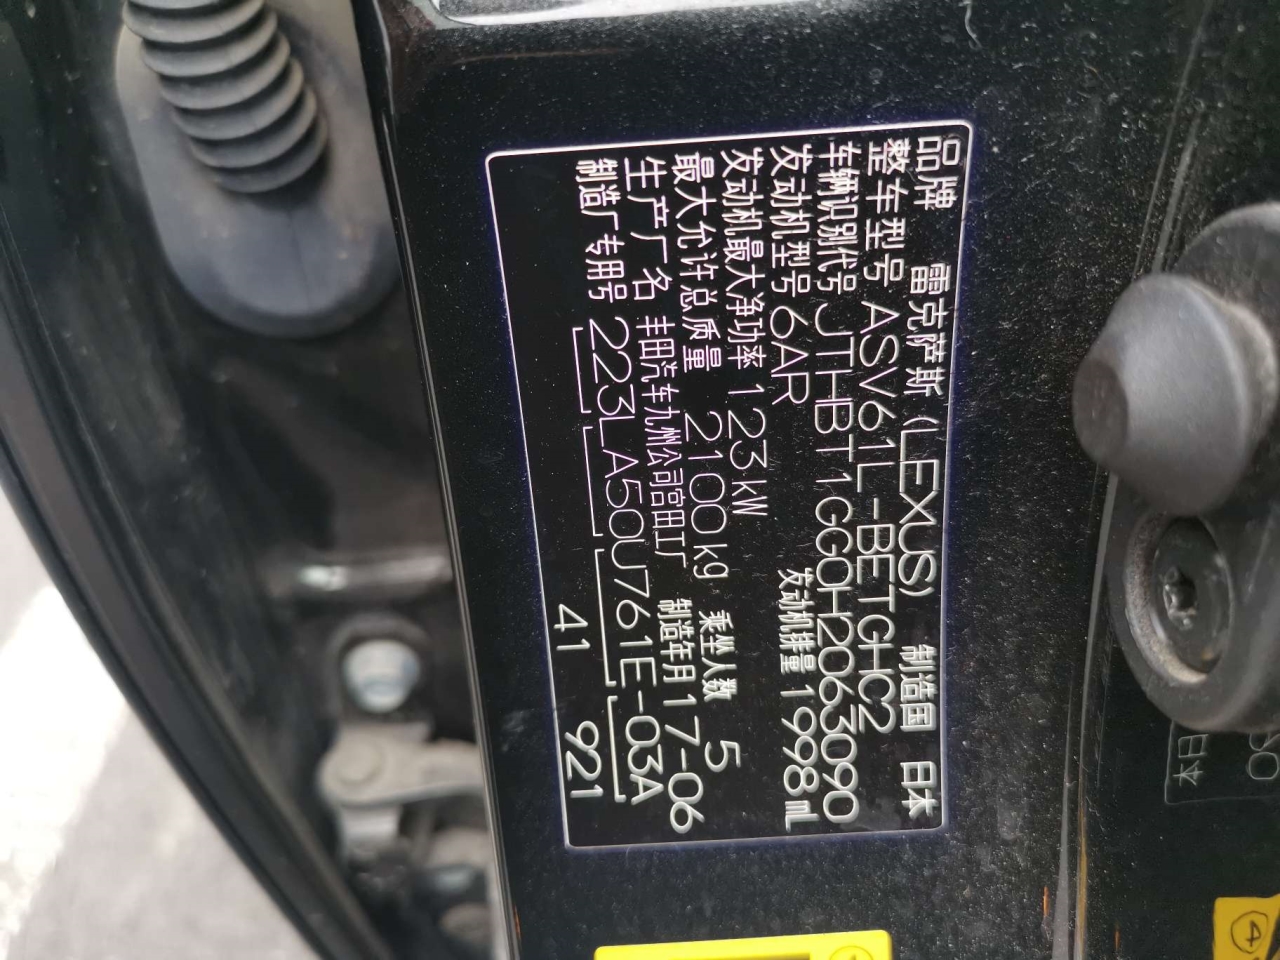 品牌 雷克萨斯 (LEXUS) 制造国 日本
整车型号 ASV61L-BETGHC2
车辆识别代号 JTHBT1GG0H2063090
发动机型号 6AR 发动机排量 1998mL
发动机最大净功率 123kW
最大允许总质量 2100kg 乘坐人数 5
生产厂名 丰田汽车九州公司宫田工厂 制造年月 17-06
制造厂专用号 223LA50U761E-03A
41 921
本日
OS
4